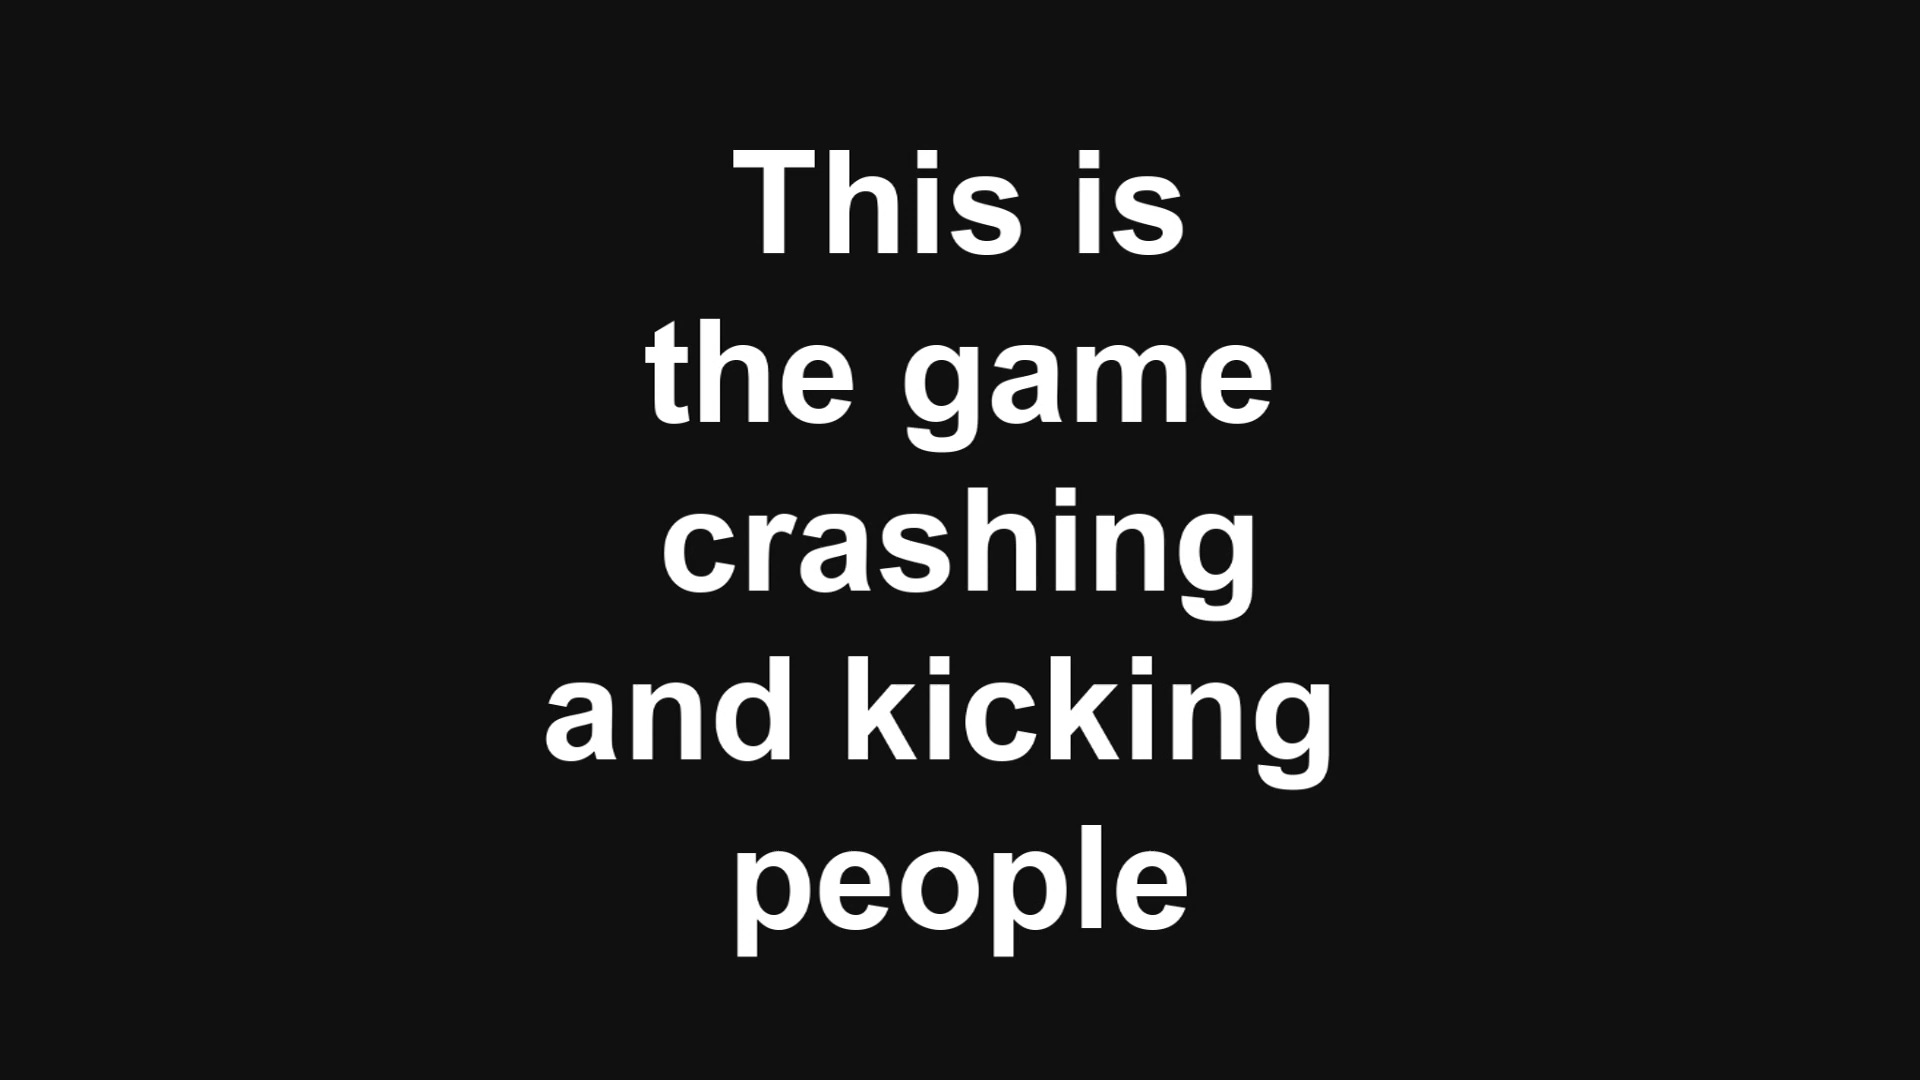 This is
the game
crashing
and kicking
people